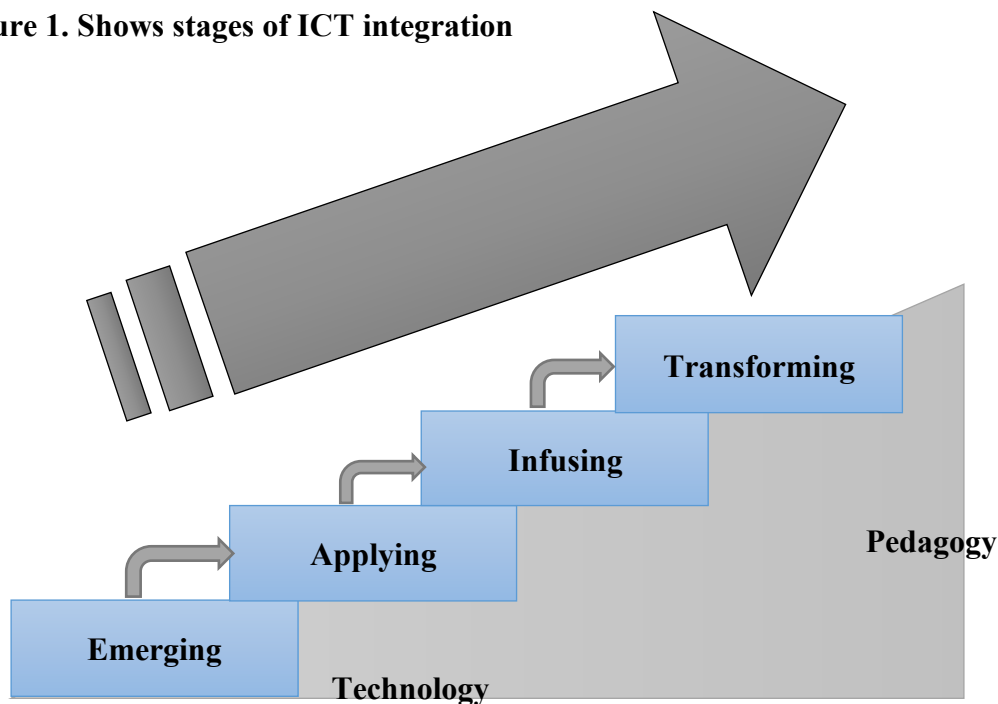 ure 1. Shows stages of ICT integration
Transforming
Infusing
Applying
Pedagogy
Emerging
Technology